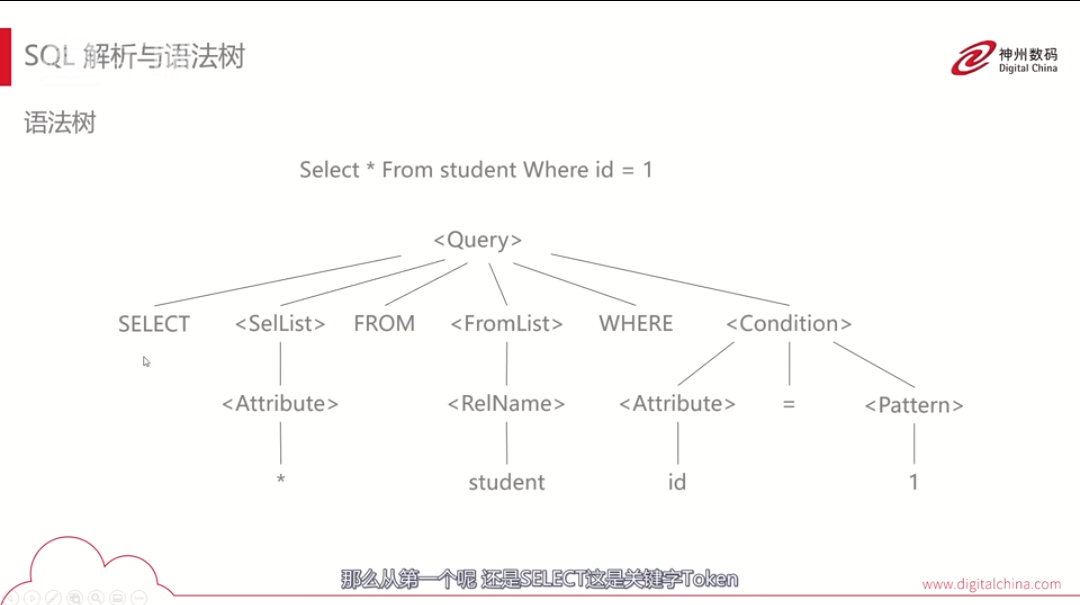 SQL 解析与语法树
神州数码
Digital China
语法树
Select * From student Where id = 1
<Query>
SELECT <SelList> FROM <FromList> WHERE <Condition>
<Attribute> <RelName> <Attribute> = <Pattern>
* student id 1
那么从第一个呢 还是SELECT这是关键字Token
www.digitalchina.com